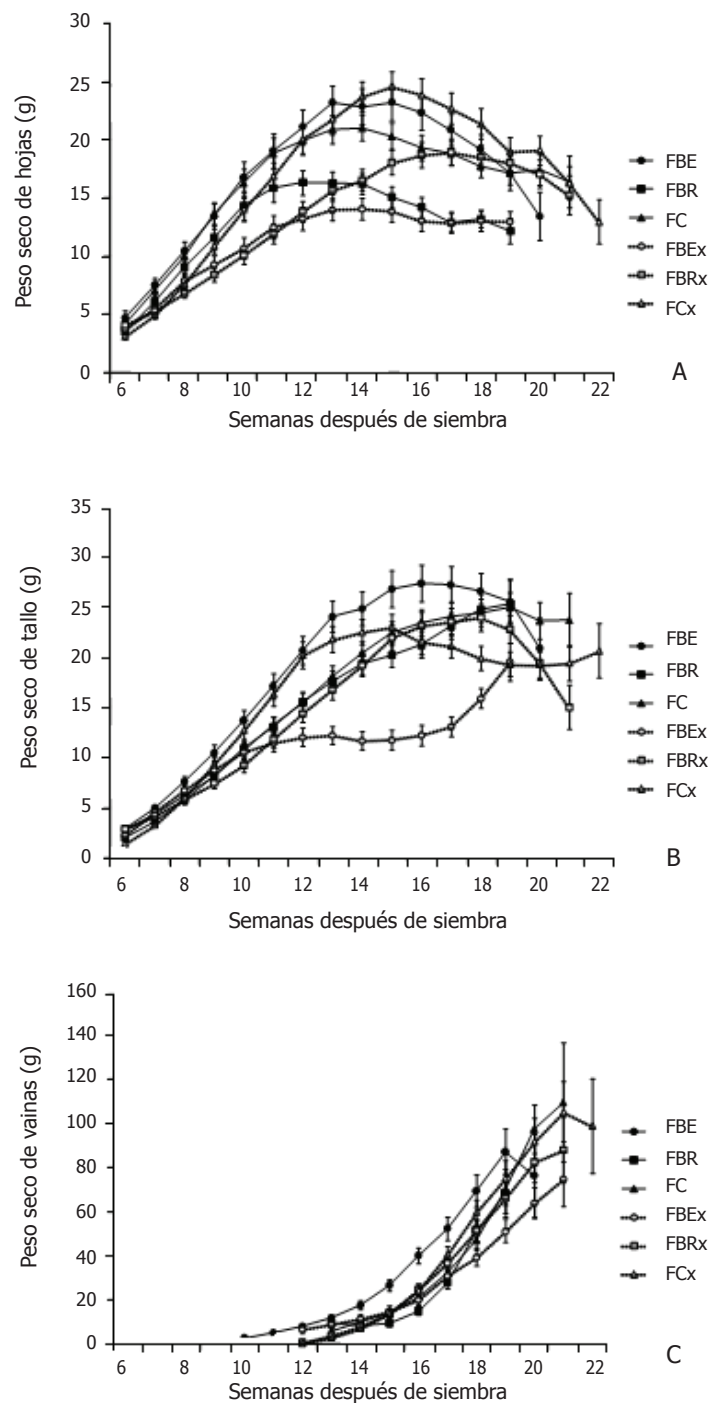 Peso seco de hojas (g)
30
25
20
15
10
5
0
6 8 10 12 14 16 18 20 22
Semanas después de siembra
FBE
FBR
FC
FBEx
FBRx
FCx
A
Peso seco de tallo (g)
35
30
25
20
15
10
5
0
6 8 10 12 14 16 18 20 22
Semanas después de siembra
FBE
FBR
FC
FBEx
FBRx
FCx
B
Peso seco de vainas (g)
160
140
120
100
80
60
40
20
0
6 8 10 12 14 16 18 20 22
Semanas después de siembra
FBE
FBR
FC
FBEx
FBRx
FCx
C